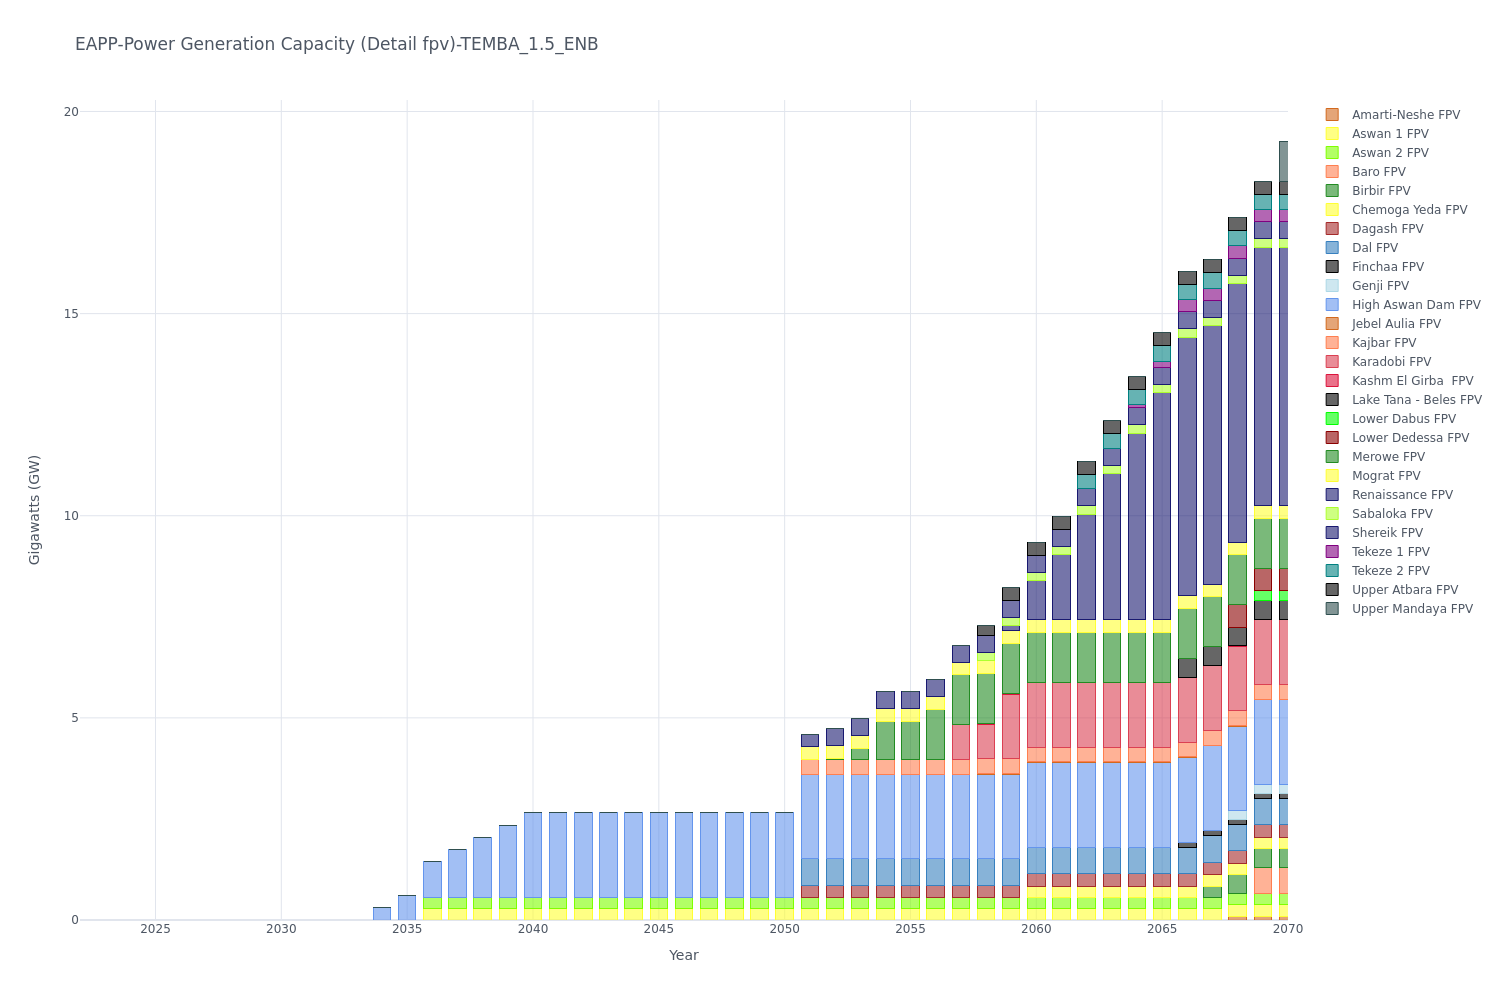 EAPP-Power Generation Capacity (Detail fpv)-TEMBA_1.5_ENB
20
15
10
5
0
Gigawatts (GW)
2025
2030
2035
2040
2045
2050
2055
2060
2065
2070
Year
Amarti-Neshe FPV
Aswan 1 FPV
Aswan 2 FPV
Baro FPV
Birbir FPV
Chemoga Yeda FPV
Dagash FPV
Dal FPV
Finchaa FPV
Genji FPV
High Aswan Dam FPV
Jebel Aulia FPV
Kajbar FPV
Karadobi FPV
Kashm El Girba  FPV
Lake Tana - Beles FPV
Lower Dabus FPV
Lower Dedessa FPV
Merowe FPV
Mograt FPV
Renaissance FPV
Sabaloka FPV
Shereik FPV
Tekeze 1 FPV
Tekeze 2 FPV
Upper Atbara FPV
Upper Mandaya FPV